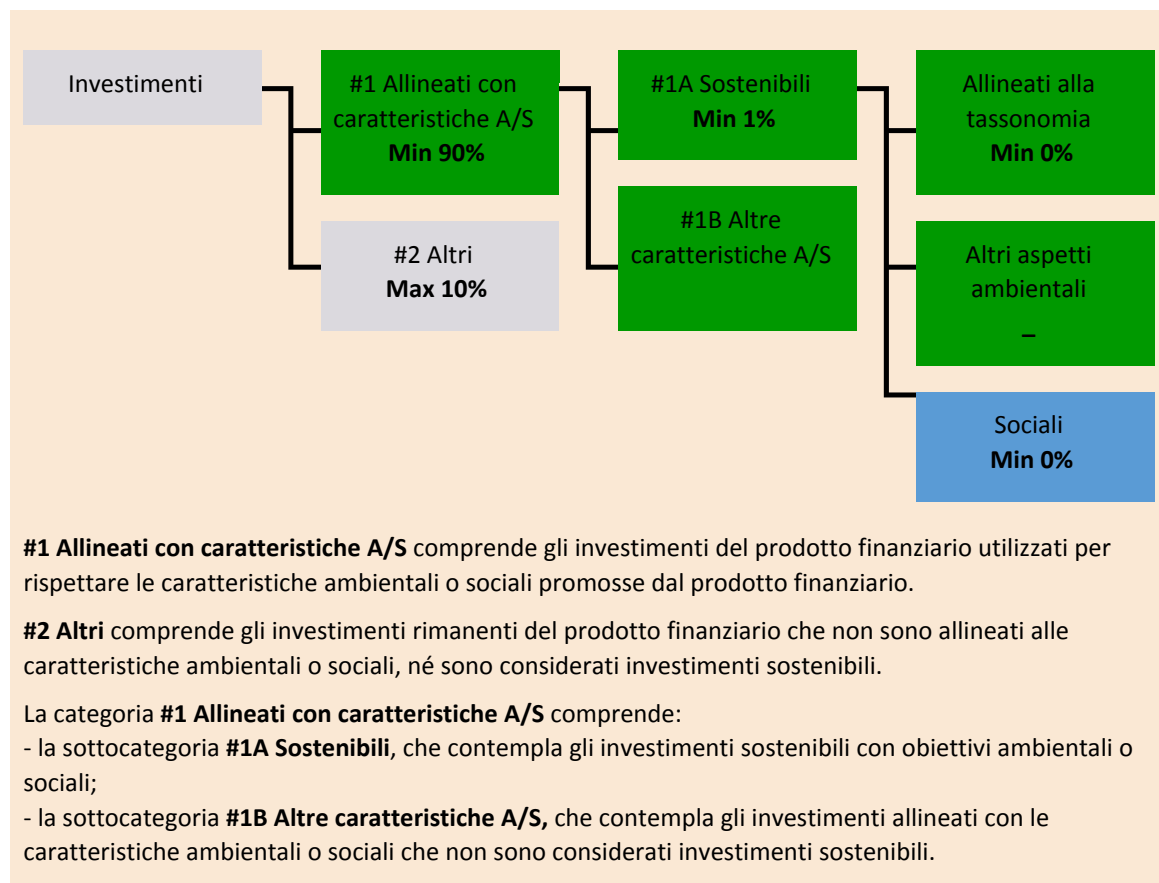 Investimenti
#1 Allineati con
caratteristiche A/S
Min 90%
#2 Altri
Max 10%
#1A Sostenibili
Min 1%
#1B Altre
caratteristiche A/S
Allineati alla
tassonomia
Min 0%
Altri aspetti
ambientali
–
Sociali
Min 0%
#1 Allineati con caratteristiche A/S comprende gli investimenti del prodotto finanziario utilizzati per
rispettare le caratteristiche ambientali o sociali promosse dal prodotto finanziario.
#2 Altri comprende gli investimenti rimanenti del prodotto finanziario che non sono allineati alle
caratteristiche ambientali o sociali, né sono considerati investimenti sostenibili.
La categoria #1 Allineati con caratteristiche A/S comprende:
- la sottocategoria #1A Sostenibili, che contempla gli investimenti sostenibili con obiettivi ambientali o
sociali;
- la sottocategoria #1B Altre caratteristiche A/S, che contempla gli investimenti allineati con le
caratteristiche ambientali o sociali che non sono considerati investimenti sostenibili.